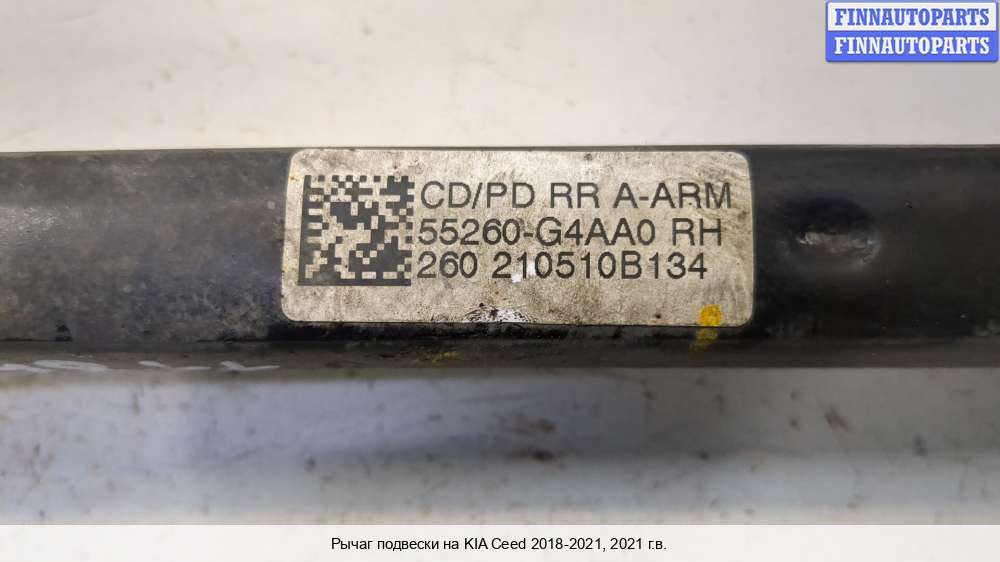 FINNAUTOPARTS
FINNAUTOPARTS
CD/PD RR A-ARM
55260-G4AA0 RH
260 210510B134
Рычаг подвески на KIA Ceed 2018-2021, 2021 г.в.